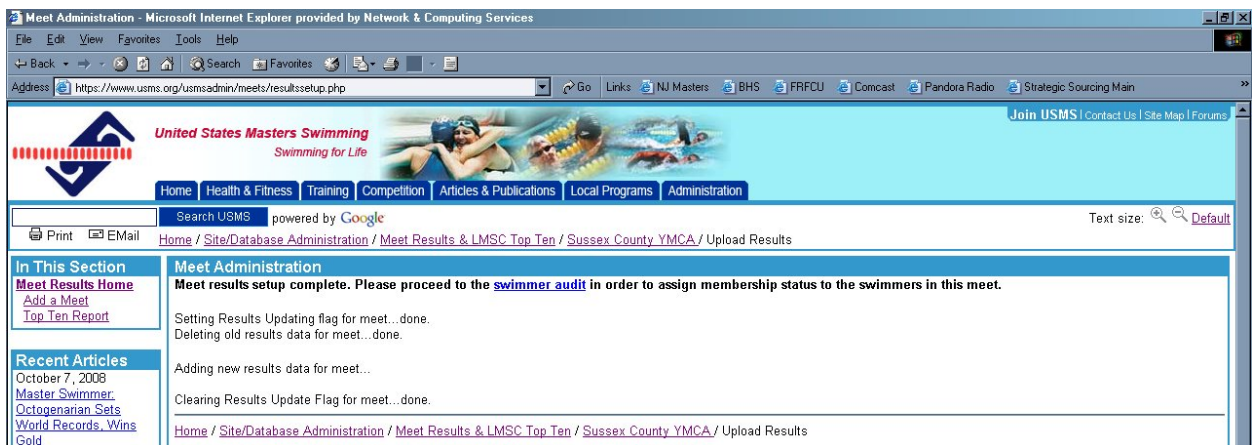 Meet Administration - Microsoft Internet Explorer provided by Network & Computing Services
File Edit View Favorites Tools Help
Back Search Favorites
Address https://www.usms.org/usmsadmin/meets/resultssetup.php Go Links NJ Masters BHS FRFCU Comcast Pandora Radio Strategic Sourcing Main »
Join USMS | Contact Us | Site Map | Forums
United States Masters Swimming
Swimming for Life
Home Health & Fitness Training Competition Articles & Publications Local Programs Administration
Search USMS powered by Google Text size: Default
Print EMail Home / Site/Database Administration / Meet Results & LMSC Top Ten / Sussex County YMCA / Upload Results
In This Section
Meet Results Home
Add a Meet
Top Ten Report
Recent Articles
October 7, 2008
Master Swimmer:
Octogenarian Sets
World Records, Wins
Gold
Meet Administration
Meet results setup complete. Please proceed to the swimmer audit in order to assign membership status to the swimmers in this meet.
Setting Results Updating flag for meet...done.
Deleting old results data for meet...done.
Adding new results data for meet...
Clearing Results Update Flag for meet...done.
Home / Site/Database Administration / Meet Results & LMSC Top Ten / Sussex County YMCA / Upload Results